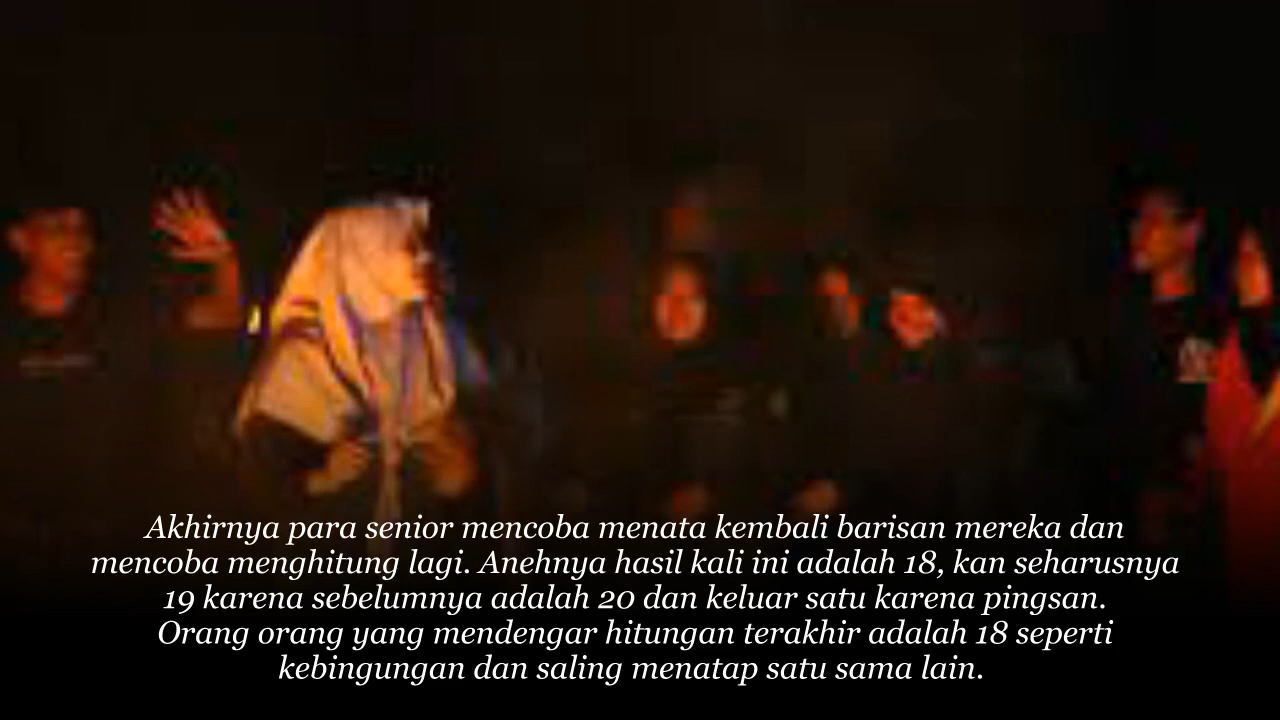 Akhirnya para senior mencoba menata kembali barisan mereka dan
mencoba menghitung lagi. Anehnya hasil kali ini adalah 18, kan seharusnya
19 karena sebelumnya adalah 20 dan keluar satu karena pingsan.
Orang orang yang mendengar hitungan terakhir adalah 18 seperti
kebingungan dan saling menatap satu sama lain.